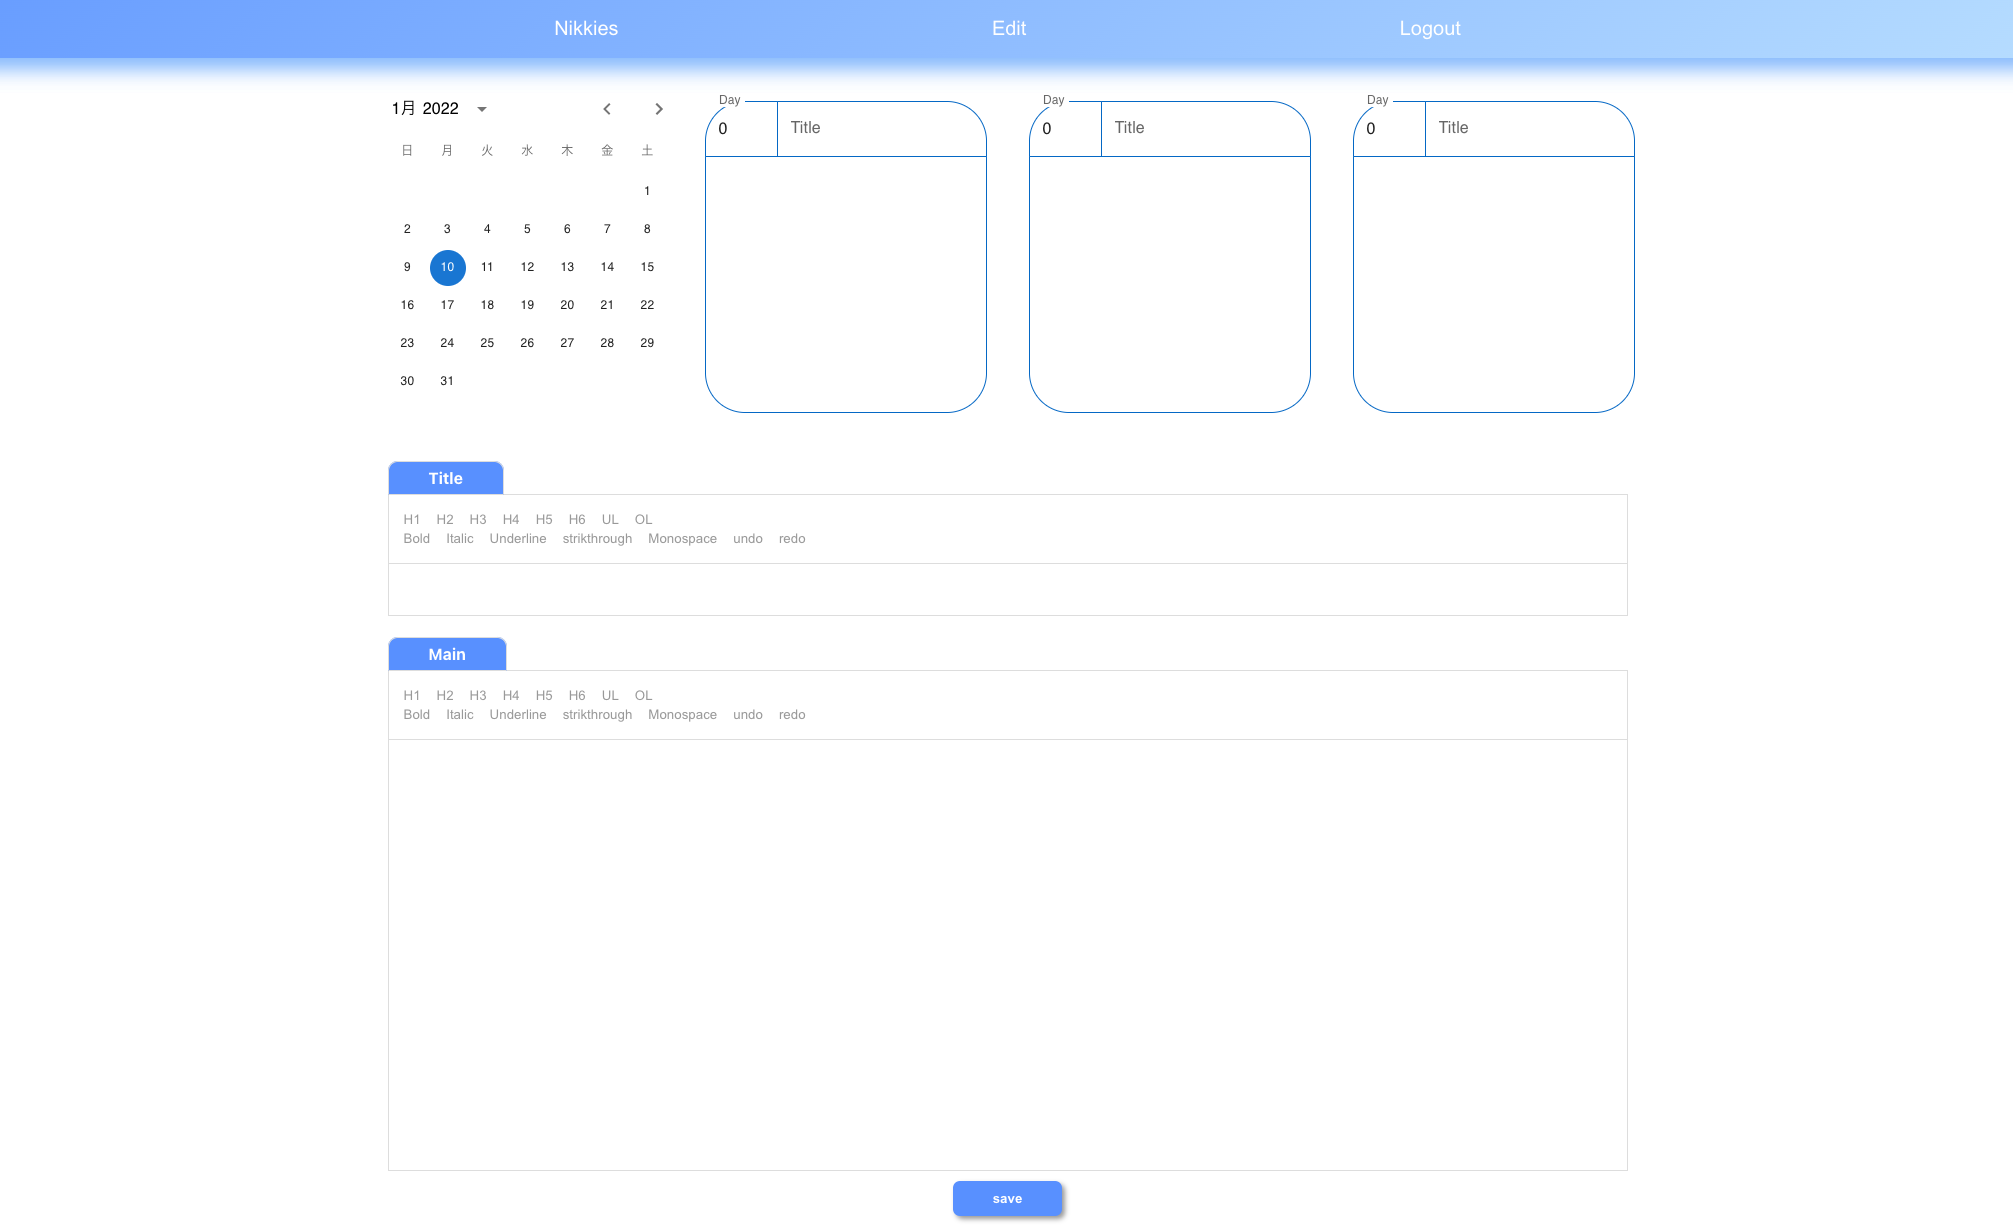 Nikkies Edit Logout
1月 2022
日 月 火 水 木 金 土
1
2 3 4 5 6 7 8
9 10 11 12 13 14 15
16 17 18 19 20 21 22
23 24 25 26 27 28 29
30 31
Day
0 Title
Day
0 Title
Day
0 Title
Title
H1 H2 H3 H4 H5 H6 UL OL
Bold Italic Underline strikthrough Monospace undo redo
Main
H1 H2 H3 H4 H5 H6 UL OL
Bold Italic Underline strikthrough Monospace undo redo
save